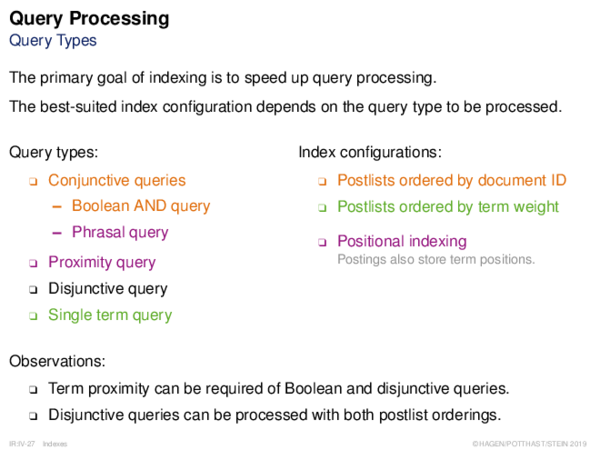 Query Processing
Query Types
The primary goal of indexing is to speed up query processing.
The best-suited index configuration depends on the query type to be processed.
Query types:
❑ Conjunctive queries
– Boolean AND query
– Phrasal query
❑ Proximity query
❑ Disjunctive query
❑ Single term query
Index configurations:
❑ Postlists ordered by document ID
❑ Postlists ordered by term weight
❑ Positional indexing
Postings also store term positions.
Observations:
❑ Term proximity can be required of Boolean and disjunctive queries.
❑ Disjunctive queries can be processed with both postlist orderings.
IR:IV-27 Indexes
©HAGEN/POTTHAST/STEIN 2019